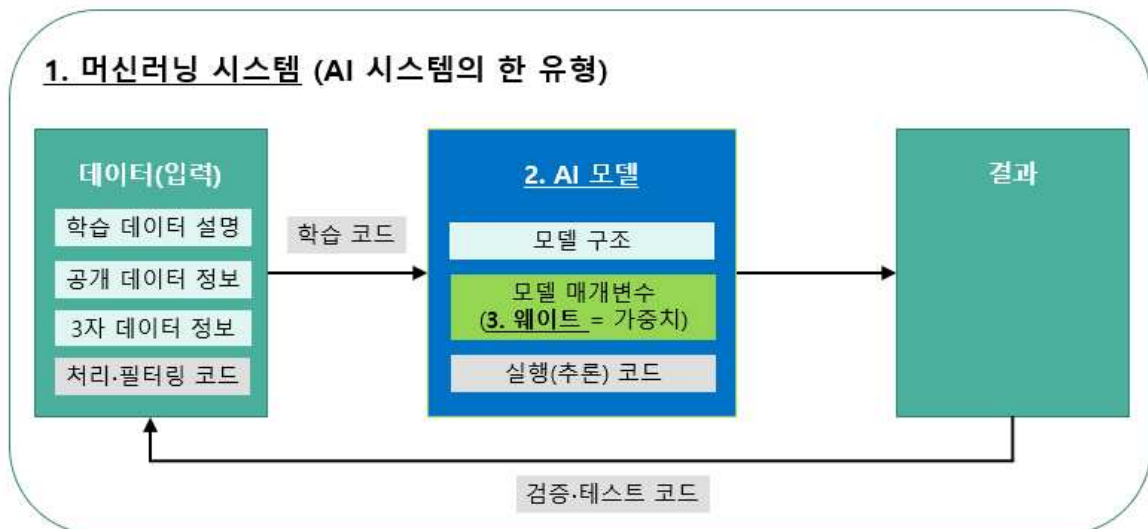 1. 머신러닝 시스템 (AI 시스템의 한 유형)
데이터(입력)
학습 데이터 설명
공개 데이터 정보
3자 데이터 정보
처리·필터링 코드
학습 코드
2. AI 모델
모델 구조
모델 매개변수
(3. 웨이트 = 가중치)
실행(추론) 코드
결과
검증·테스트 코드